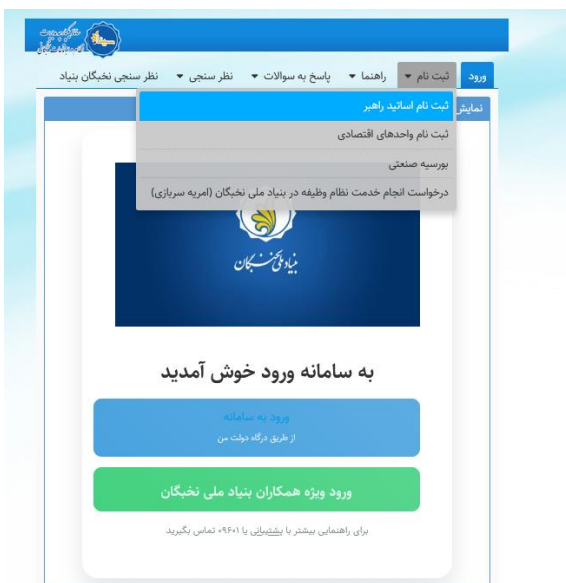 سینا
ورود
ثبت نام
راهنما
پاسخ به سوالات
نظر سنجی
نظر سنجی نخبگان بنیاد
نمایش
ثبت نام اساتید راهبر
ثبت نام واحدهای اقتصادی
بورسیه صنعتی
درخواست انجام خدمت نظام وظیفه در بنیاد ملی نخبگان (امریه سربازی)
بنیاد ملی نخبگان
به سامانه ورود خوش آمدید
ورود به سامانه
از طریق درگاه دولت من
ورود ویژه همکاران بنیاد ملی نخبگان
برای راهنمایی بیشتر با پشتیبانی یا ۰۹۶۰۱ تماس بگیرید